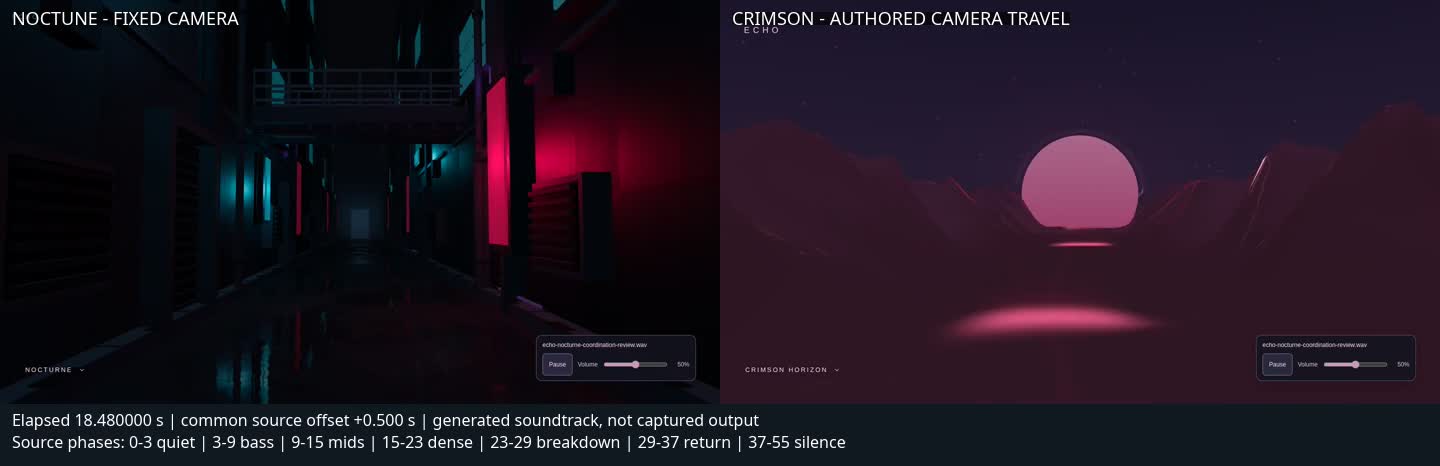 NOCTUNE - FIXED CAMERA
CRIMSON - AUTHORED CAMERA TRAVEL
ECHO
echo-nocturne-coordination-review.wav
Pause Volume 50%
NOCTURNE
echo-nocturne-coordination-review.wav
Pause Volume 50%
CRIMSON HORIZON
Elapsed 18.480000 s | common source offset +0.500 s | generated soundtrack, not captured output
Source phases: 0-3 quiet | 3-9 bass | 9-15 mids | 15-23 dense | 23-29 breakdown | 29-37 return | 37-55 silence